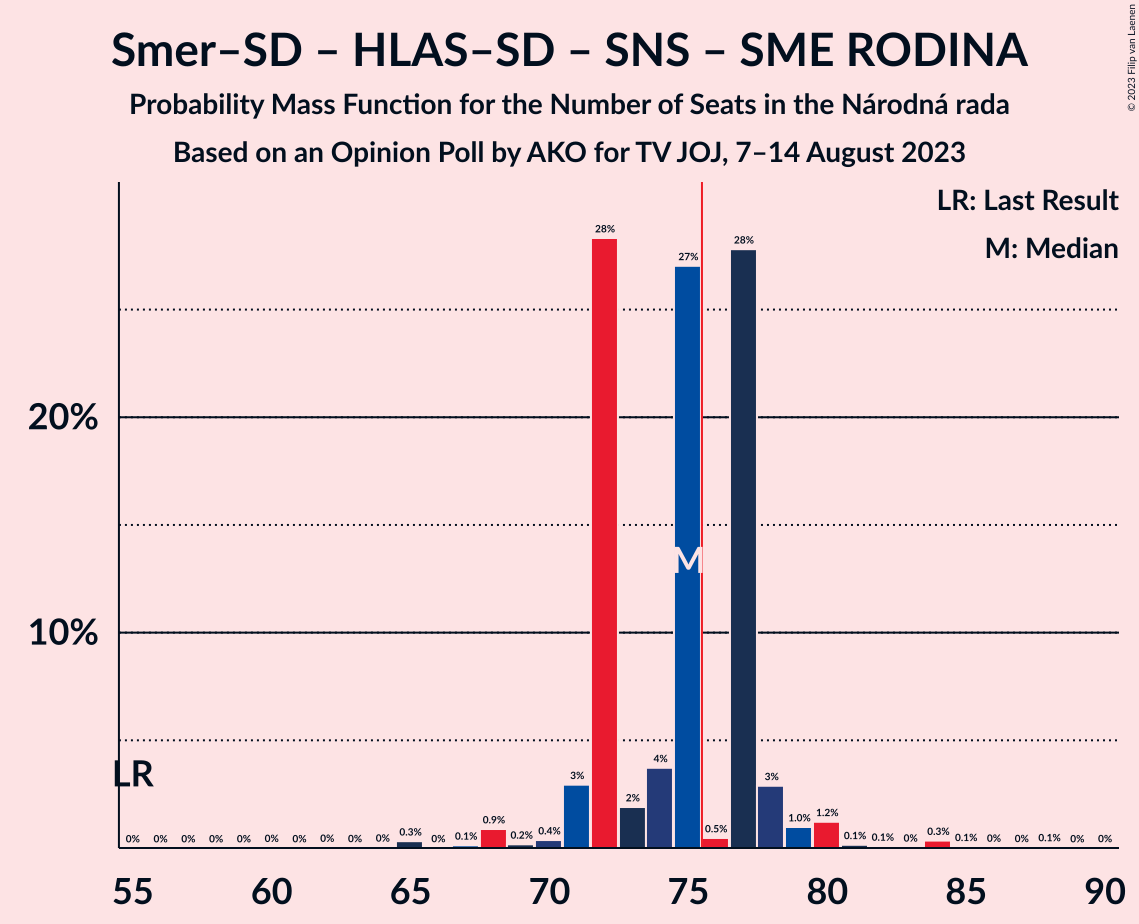 Smer–SD – HLAS–SD – SNS – SME RODINA
Probability Mass Function for the Number of Seats in the Národná rada
Based on an Opinion Poll by AKO for TV JOJ, 7–14 August 2023
© 2023 Filip van Laenen
LR: Last Result
M: Median
20%
10%
LR
M
0% 0% 0% 0% 0% 0% 0% 0% 0% 0% 0.3% 0% 0.1% 0.9% 0.2% 0.4% 3% 28% 2% 4% 27% 0.5% 28% 3% 1.0% 1.2% 0.1% 0.1% 0% 0.3% 0.1% 0% 0% 0.1% 0% 0%
55 60 65 70 75 80 85 90